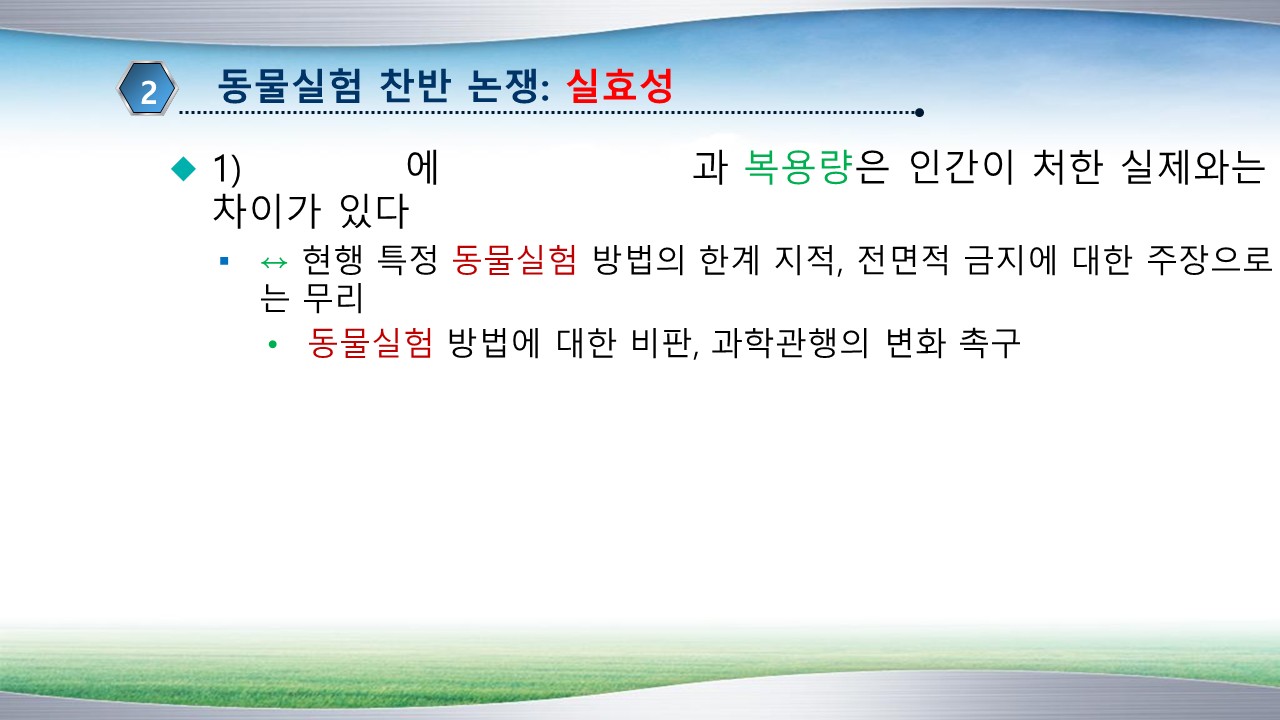 2
동물실험 찬반 논쟁: 실효성
1) 에 과 복용량은 인간이 처한 실제와는
차이가 있다
↔ 현행 특정 동물실험 방법의 한계 지적, 전면적 금지에 대한 주장으로
는 무리
동물실험 방법에 대한 비판, 과학관행의 변화 촉구